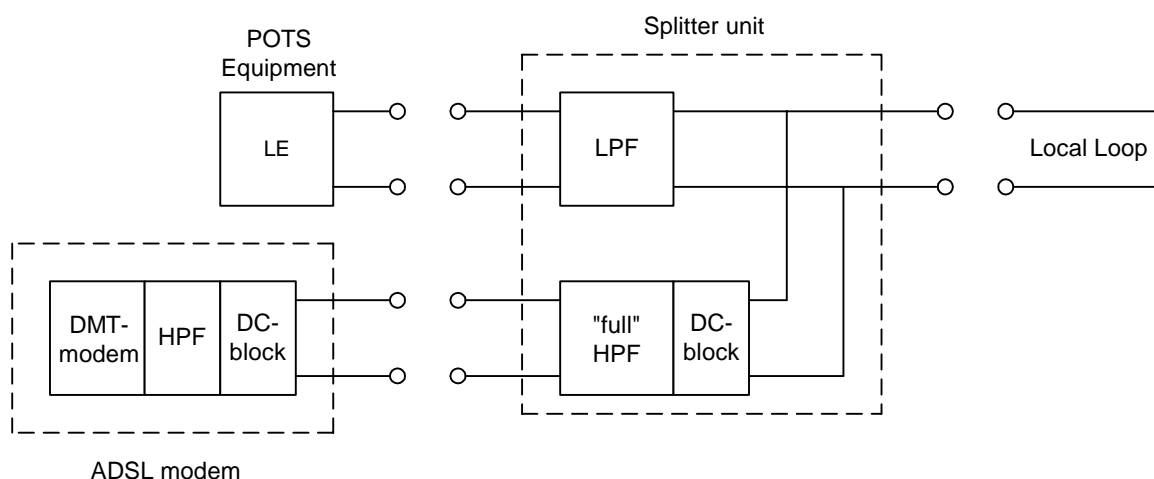 Splitter unit
POTS
Equipment
LE
LPF
Local Loop
DMT-
modem
HPF
DC-
block
"full"
HPF
DC-
block
ADSL modem